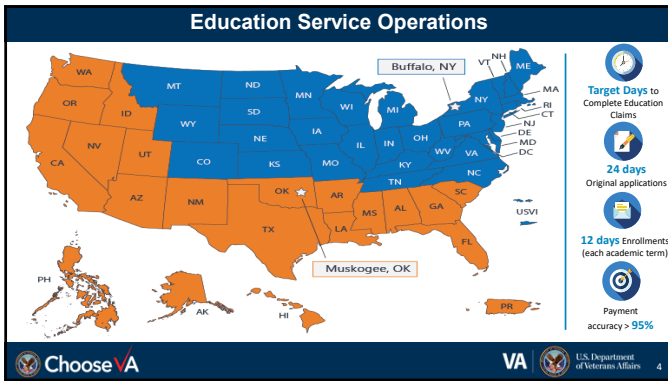 Education Service Operations
WA
OR
ID
MT
ND
MN
SD
WY
NV
UT
CO
NE
KS
IA
MO
WI
IL
MI
IN
OH
KY
WV
VA
PA
NY
VT
NH
ME
MA
RI
CT
NJ
DE
MD
DC
NC
TN
SC
CA
AZ
NM
OK
TX
AR
LA
MS
AL
GA
FL
USVI
PH
AK
HI
PR
Buffalo, NY
Muskogee, OK
Target Days to
Complete Education
Claims
24 days
Original applications
12 days Enrollments
(each academic term)
Payment
accuracy > 95%
ChooseVA
VA
U.S. Department
of Veterans Affairs
4